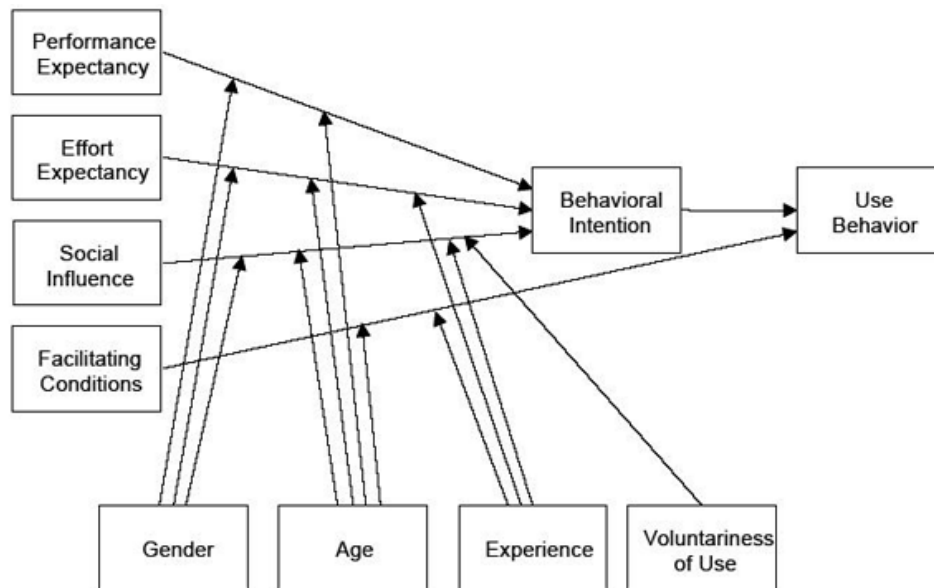 Performance
Expectancy
Effort
Expectancy
Social
Influence
Facilitating
Conditions
Behavioral
Intention
Use
Behavior
Gender
Age
Experience
Voluntariness
of Use